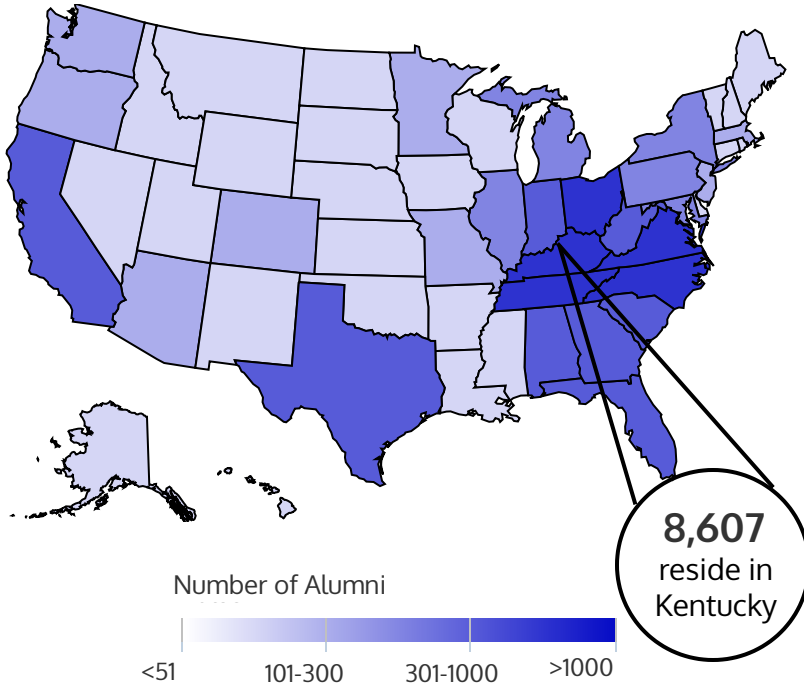 8,607
reside in
Kentucky
Number of Alumni
<51
101-300
301-1000
>1000